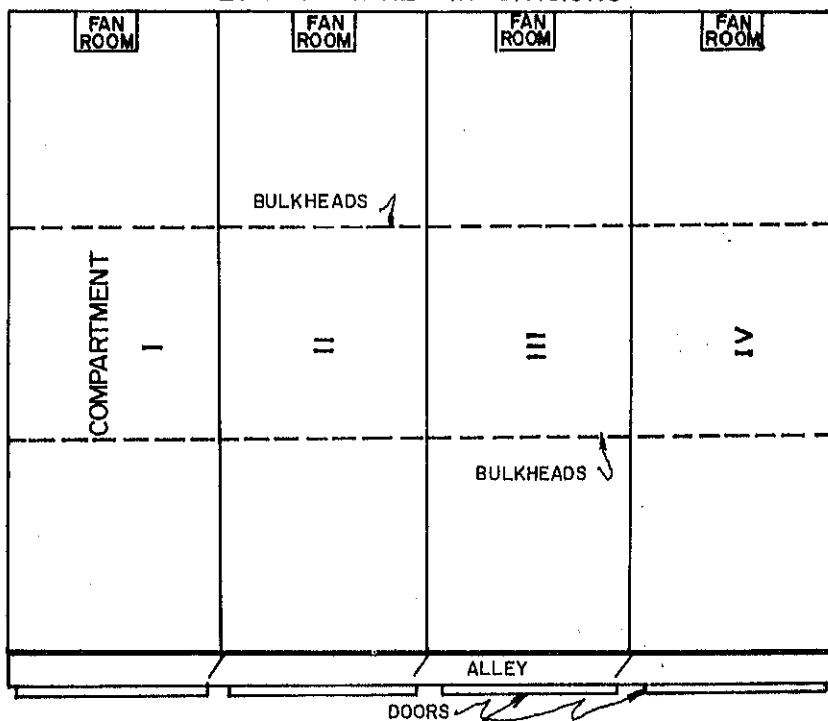 FAN ROOM
FAN ROOM
FAN ROOM
FAN ROOM
BULKHEADS
COMPARTMENT
I
II
III
IV
BULKHEADS
ALLEY
DOORS